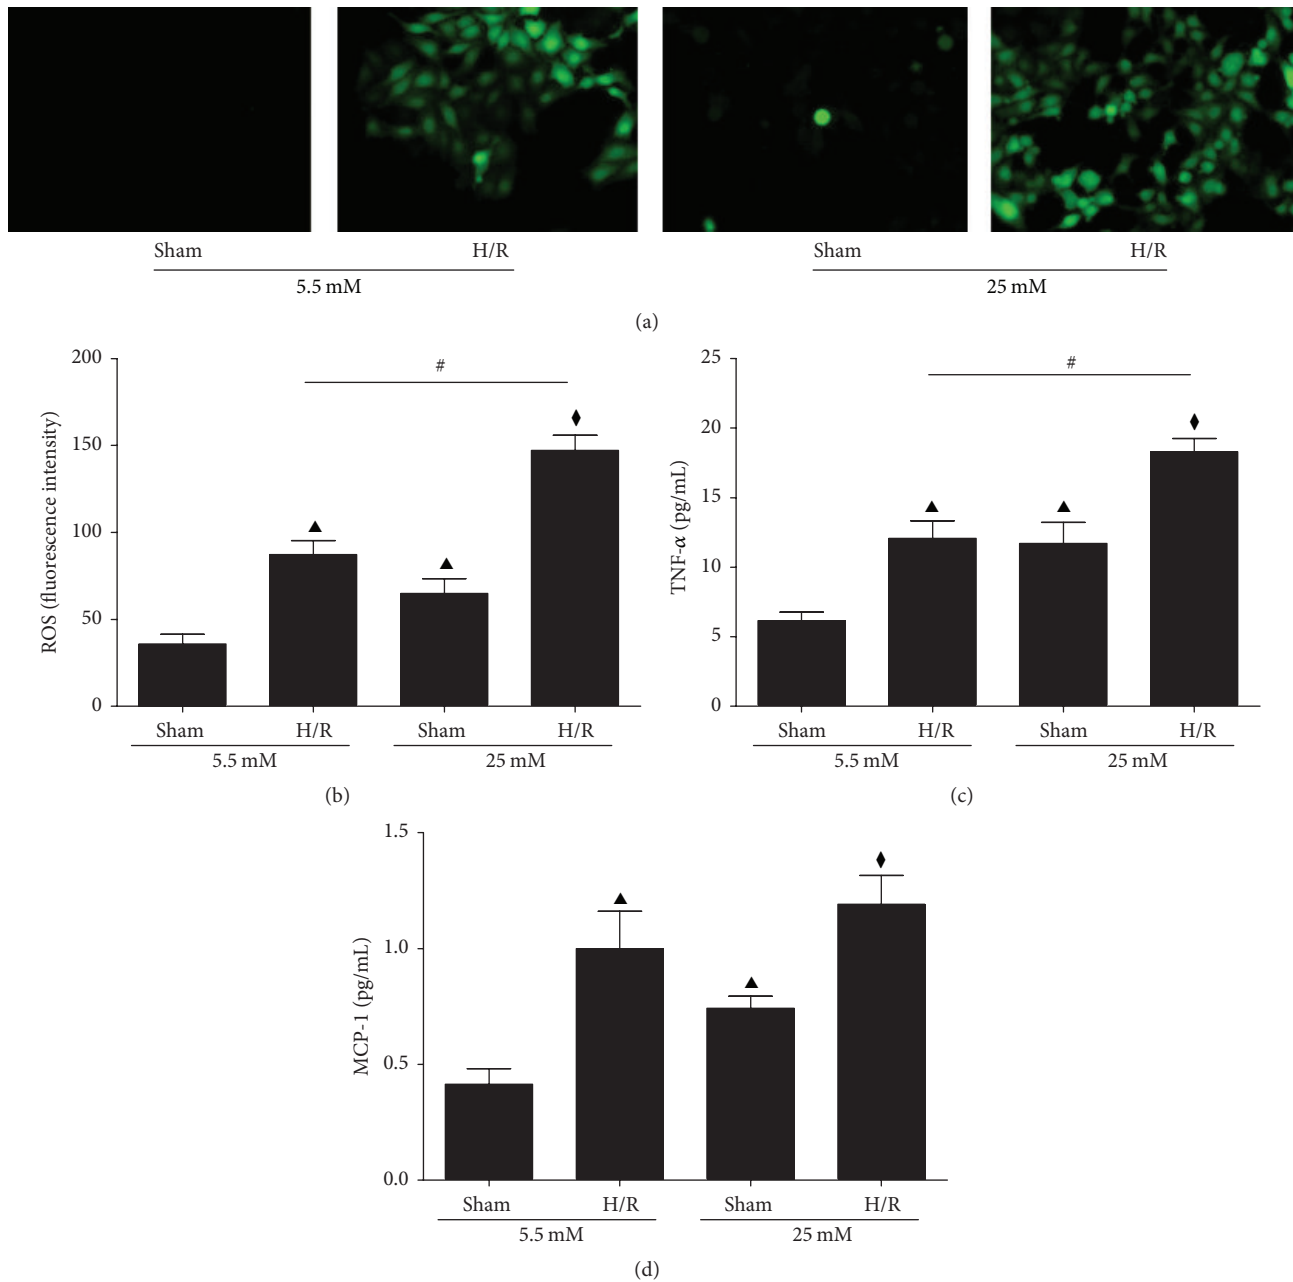 Sham H/R Sham H/R
5.5 mM 25 mM
(a)
ROS (fluorescence intensity)
200
150
100
50
0
#
▲ ▲ ♦
Sham H/R Sham H/R
5.5 mM 25 mM
(b)
TNF-α (pg/mL)
25
20
15
10
5
0
#
▲ ▲ ♦
Sham H/R Sham H/R
5.5 mM 25 mM
(c)
MCP-1 (pg/mL)
1.5
1.0
0.5
0.0
▲ ▲ ♦
Sham H/R Sham H/R
5.5 mM 25 mM
(d)